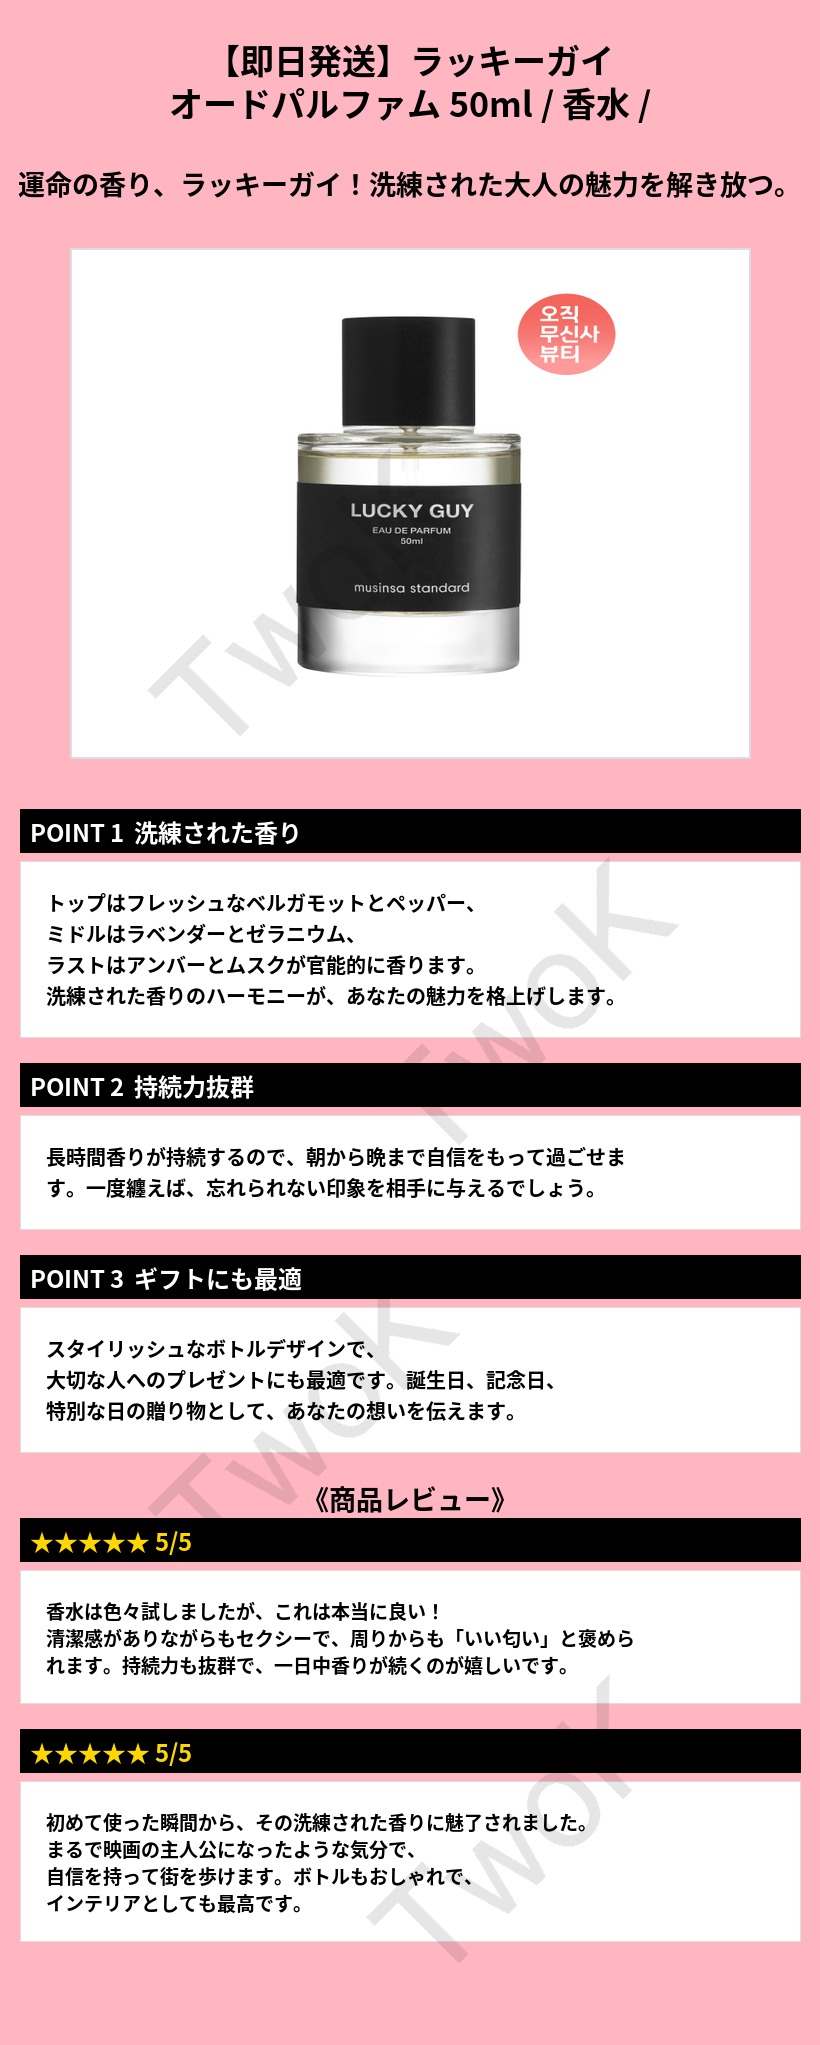 【即日発送】ラッキーガイ
オードパルファム 50ml / 香水 /
運命の香り、ラッキーガイ！洗練された大人の魅力を解き放つ。
오직
무신사
뷰티
LUCKY GUY
EAU DE PARFUM
50ml
musinsa standard
TwoK
POINT 1 洗練された香り
トップはフレッシュなベルガモットとペッパー、
ミドルはラベンダーとゼラニウム、
ラストはアンバーとムスクが官能的に香ります。
洗練された香りのハーモニーが、あなたの魅力を格上げします。
TwoK
POINT 2 持続力抜群
長時間香りが持続するので、朝から晩まで自信をもって過ごせま
す。一度纏えば、忘れられない印象を相手に与えるでしょう。
POINT 3 ギフトにも最適
スタイリッシュなボトルデザインで、
大切な人へのプレゼントにも最適です。誕生日、記念日、
特別な日の贈り物として、あなたの想いを伝えます。
TwoK
《商品レビュー》
★★★★★ 5/5
香水は色々試しましたが、これは本当に良い！
清潔感がありながらもセクシーで、周りからも「いい匂い」と褒めら
れます。持続力も抜群で、一日中香りが続くのが嬉しいです。
★★★★★ 5/5
初めて使った瞬間から、その洗練された香りに魅了されました。
まるで映画の主人公になったような気分で、
自信を持って街を歩けます。ボトルもおしゃれで、
インテリアとしても最高です。
TwoK